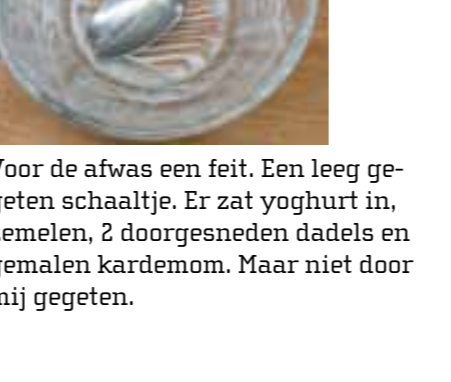 Voor de afwas een feit. Een leeg ge-
geten schaaltje. Er zat yoghurt in,
zemelen, 2 doorgesneden dadels en
gemalen kardemom. Maar niet door
mij gegeten.